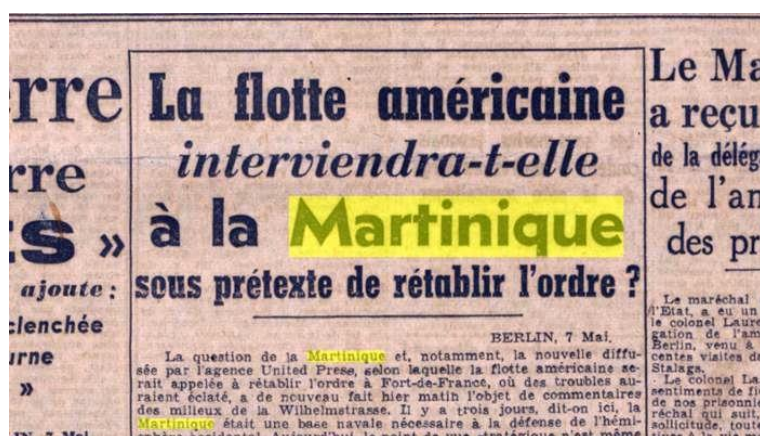 erre
rre
ES »
ajoute :
clenchée
urne
»
La flotte américaine
interviendra-t-elle
à la Martinique
sous prétexte de rétablir l'ordre ?
BERLIN, 7 Mai.
La question de la Martinique et, notamment, la nouvelle diffu-
sée par l'agence United Press, selon laquelle la flotte américaine se-
rait appelée à rétablir l'ordre à Fort-de-France, où des troubles au-
raient éclaté, a de nouveau fait hier matin l'objet de commentaires
des milieux de la Wilhelmstrasse. Il y a trois jours, dit-on ici, la
Martinique était une base navale nécessaire à la défense de l'hémi-
Le Ma
a reçu
de la délég
de l'am
des pr
Le maréchal
l'Etat, a eu un
le colonel Laure
gation de l'am
Berlin, venu à
centes visites de
Stalags.
Le colonel La
sentiments de fi
de nos prisonnie
réchal qui suit,
sollicitude, toute